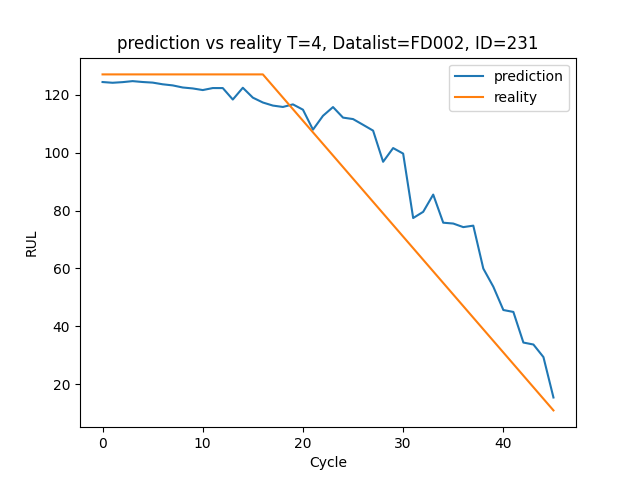 prediction vs reality T=4, Datalist=FD002, ID=231
prediction
reality
RUL
120
100
80
60
40
20
0 10 20 30 40
Cycle